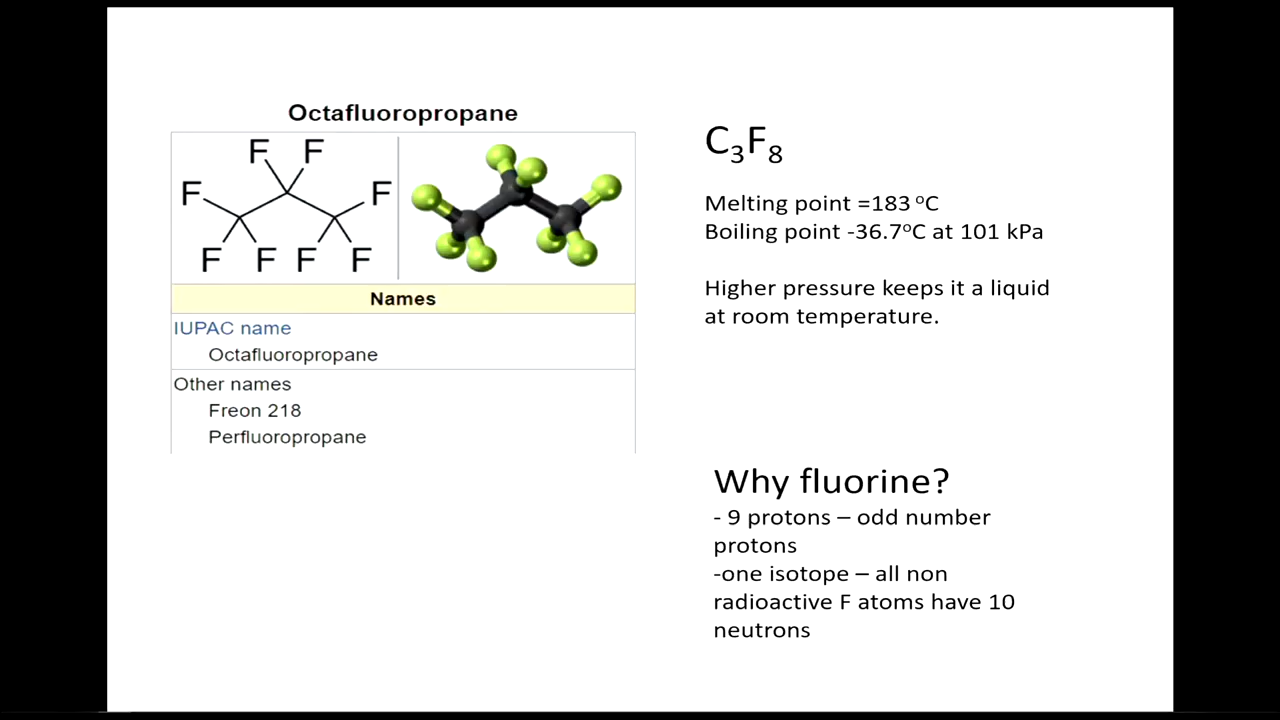 Octafluoropropane
F F
F F
F F F F
Names
IUPAC name
Octafluoropropane
Other names
Freon 218
Perfluoropropane
C₃F₈
Melting point =183 ᵒC
Boiling point -36.7ᵒC at 101 kPa
Higher pressure keeps it a liquid
at room temperature.
Why fluorine?
- 9 protons – odd number
protons
-one isotope – all non
radioactive F atoms have 10
neutrons